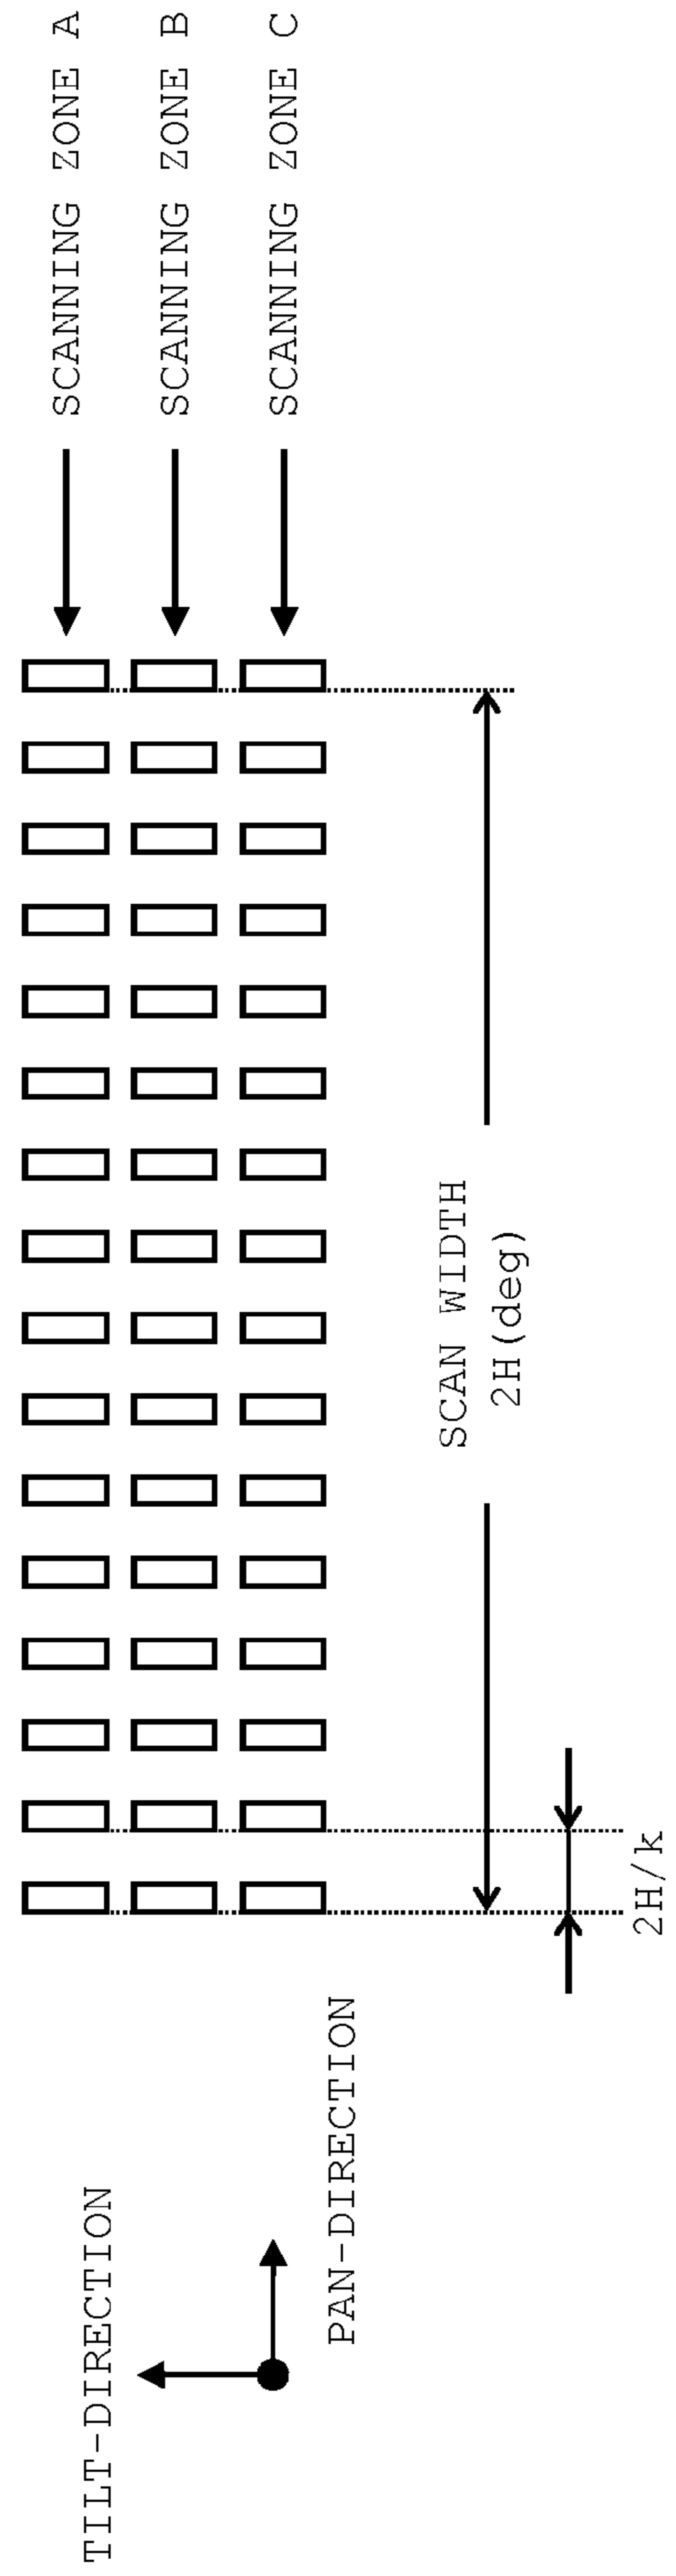 SCANNING ZONE A
SCANNING ZONE B
SCANNING ZONE C
SCAN WIDTH
2H(deg)
2H/k
TILT-DIRECTION
PAN-DIRECTION